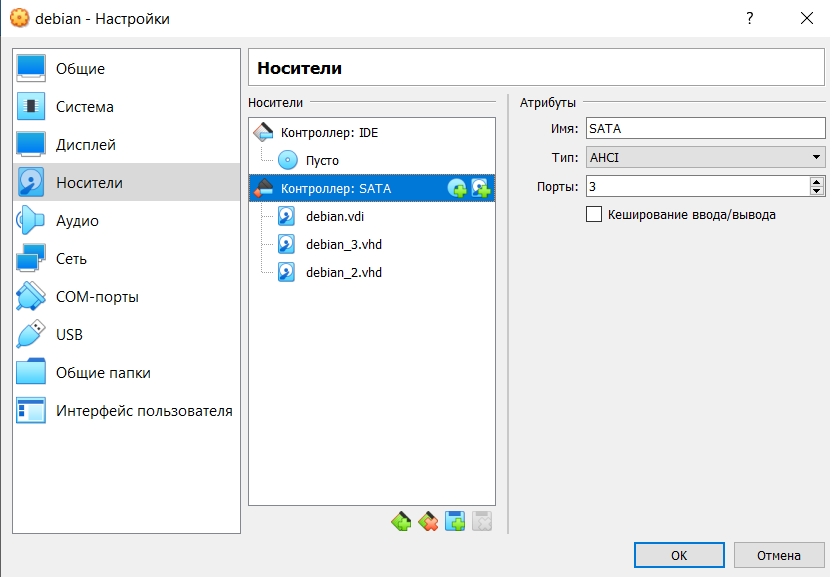 debian - Настройки
Общие
Система
Дисплей
Носители
Аудио
Сеть
COM-порты
USB
Общие папки
Интерфейс пользователя
Носители
Носители
Контроллер: IDE
Пусто
Контроллер: SATA
debian.vdi
debian_3.vhd
debian_2.vhd
Атрибуты
Имя: SATA
Тип: AHCI
Порты: 3
Кеширование ввода/вывода
OK
Отмена